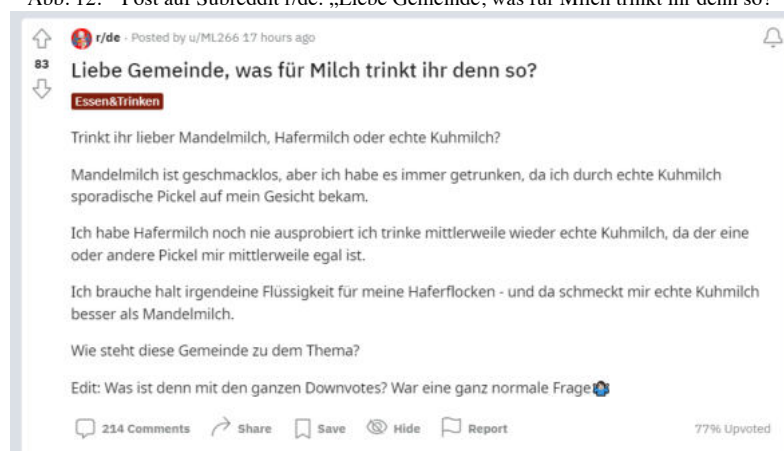 Abb. 12: Post auf Subreddit r/de: „Liebe Gemeinde, was für Milch trinkt ihr denn so?“
r/de · Posted by u/ML266 17 hours ago
83
Liebe Gemeinde, was für Milch trinkt ihr denn so?
Essen&Trinken
Trinkt ihr lieber Mandelmilch, Hafermilch oder echte Kuhmilch?
Mandelmilch ist geschmacklos, aber ich habe es immer getrunken, da ich durch echte Kuhmilch
sporadische Pickel auf mein Gesicht bekam.
Ich habe Hafermilch noch nie ausprobiert ich trinke mittlerweile wieder echte Kuhmilch, da der eine
oder andere Pickel mir mittlerweile egal ist.
Ich brauche halt irgendeine Flüssigkeit für meine Haferflocken - und da schmeckt mir echte Kuhmilch
besser als Mandelmilch.
Wie steht diese Gemeinde zu dem Thema?
Edit: Was ist denn mit den ganzen Downvotes? War eine ganz normale Frage🤷
214 Comments Share Save Hide Report 77% Upvoted